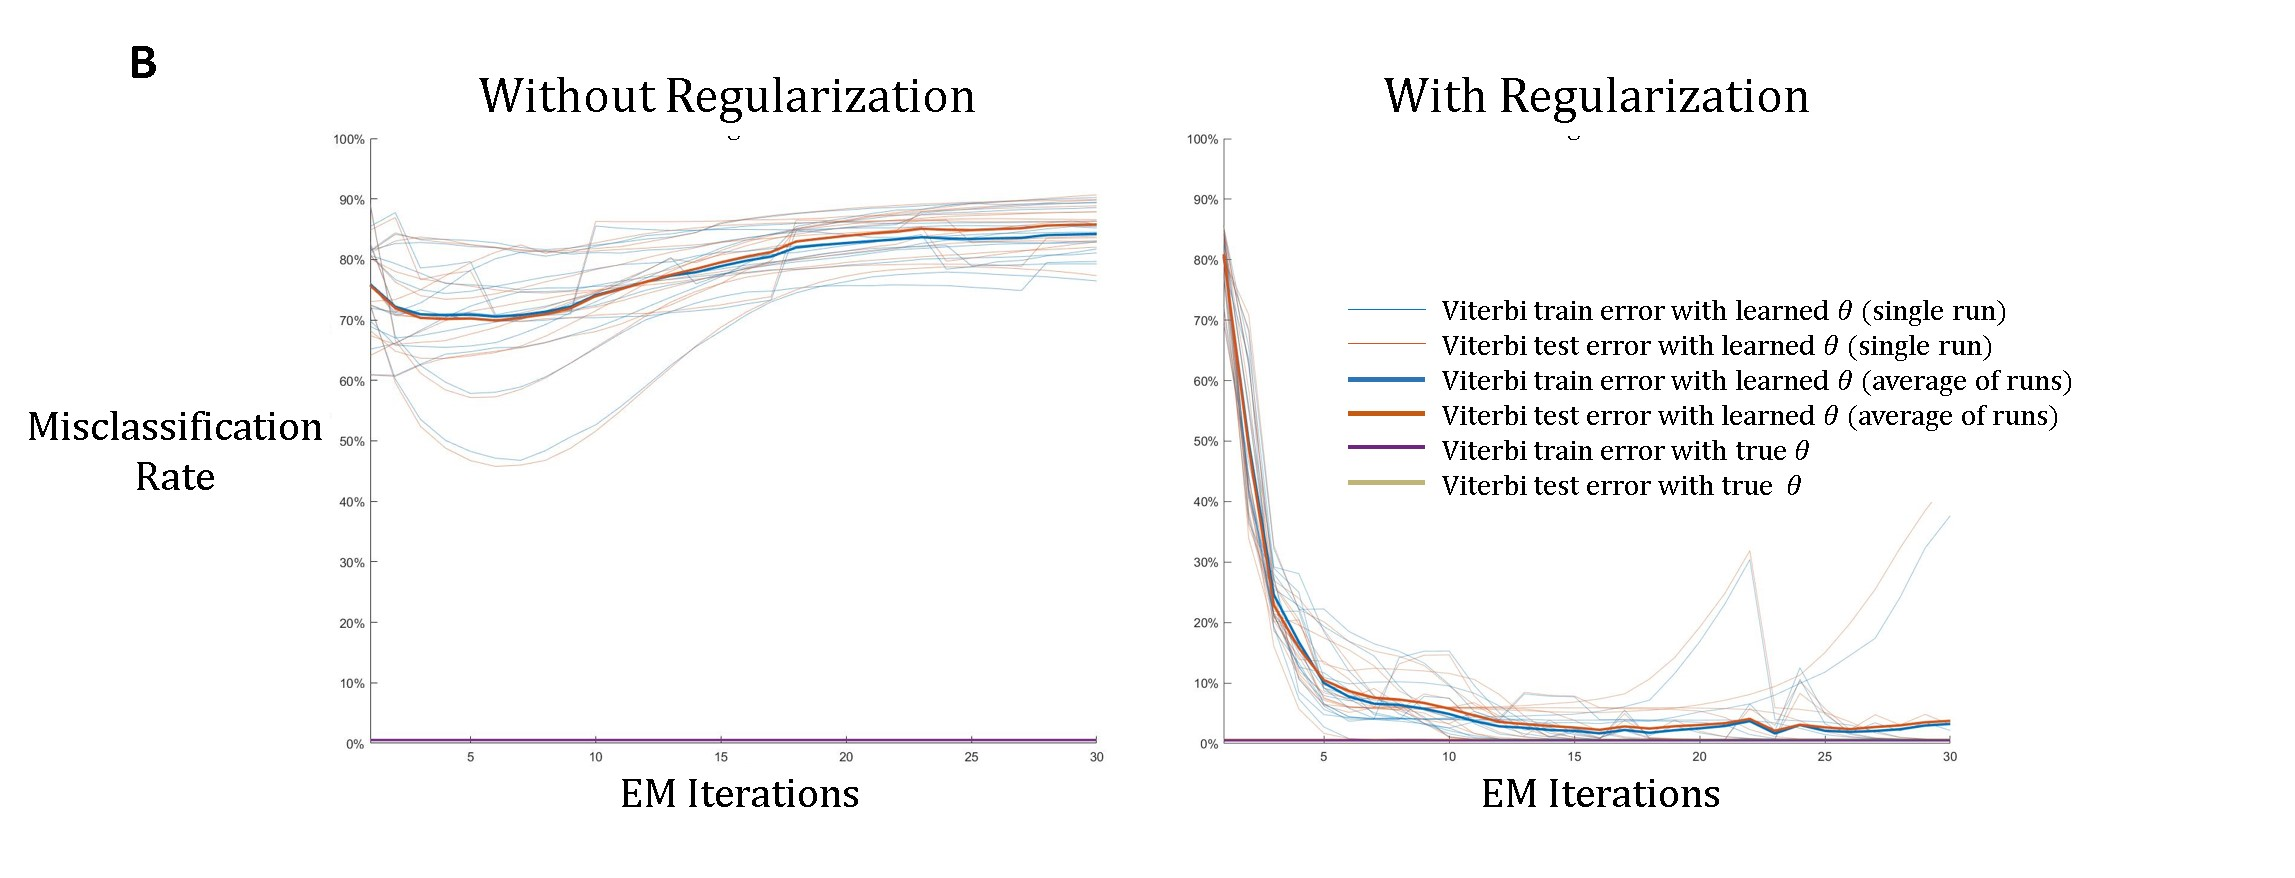 B
Without Regularization
With Regularization
100%
90%
80%
70%
60%
50%
40%
30%
20%
10%
0%
5
10
15
20
25
30
Misclassification
Rate
EM Iterations
100%
90%
80%
70%
60%
50%
40%
30%
20%
10%
0%
5
10
15
20
25
30
EM Iterations
Viterbi train error with learned θ (single run)
Viterbi test error with learned θ (single run)
Viterbi train error with learned θ (average of runs)
Viterbi test error with learned θ (average of runs)
Viterbi train error with true θ
Viterbi test error with true θ